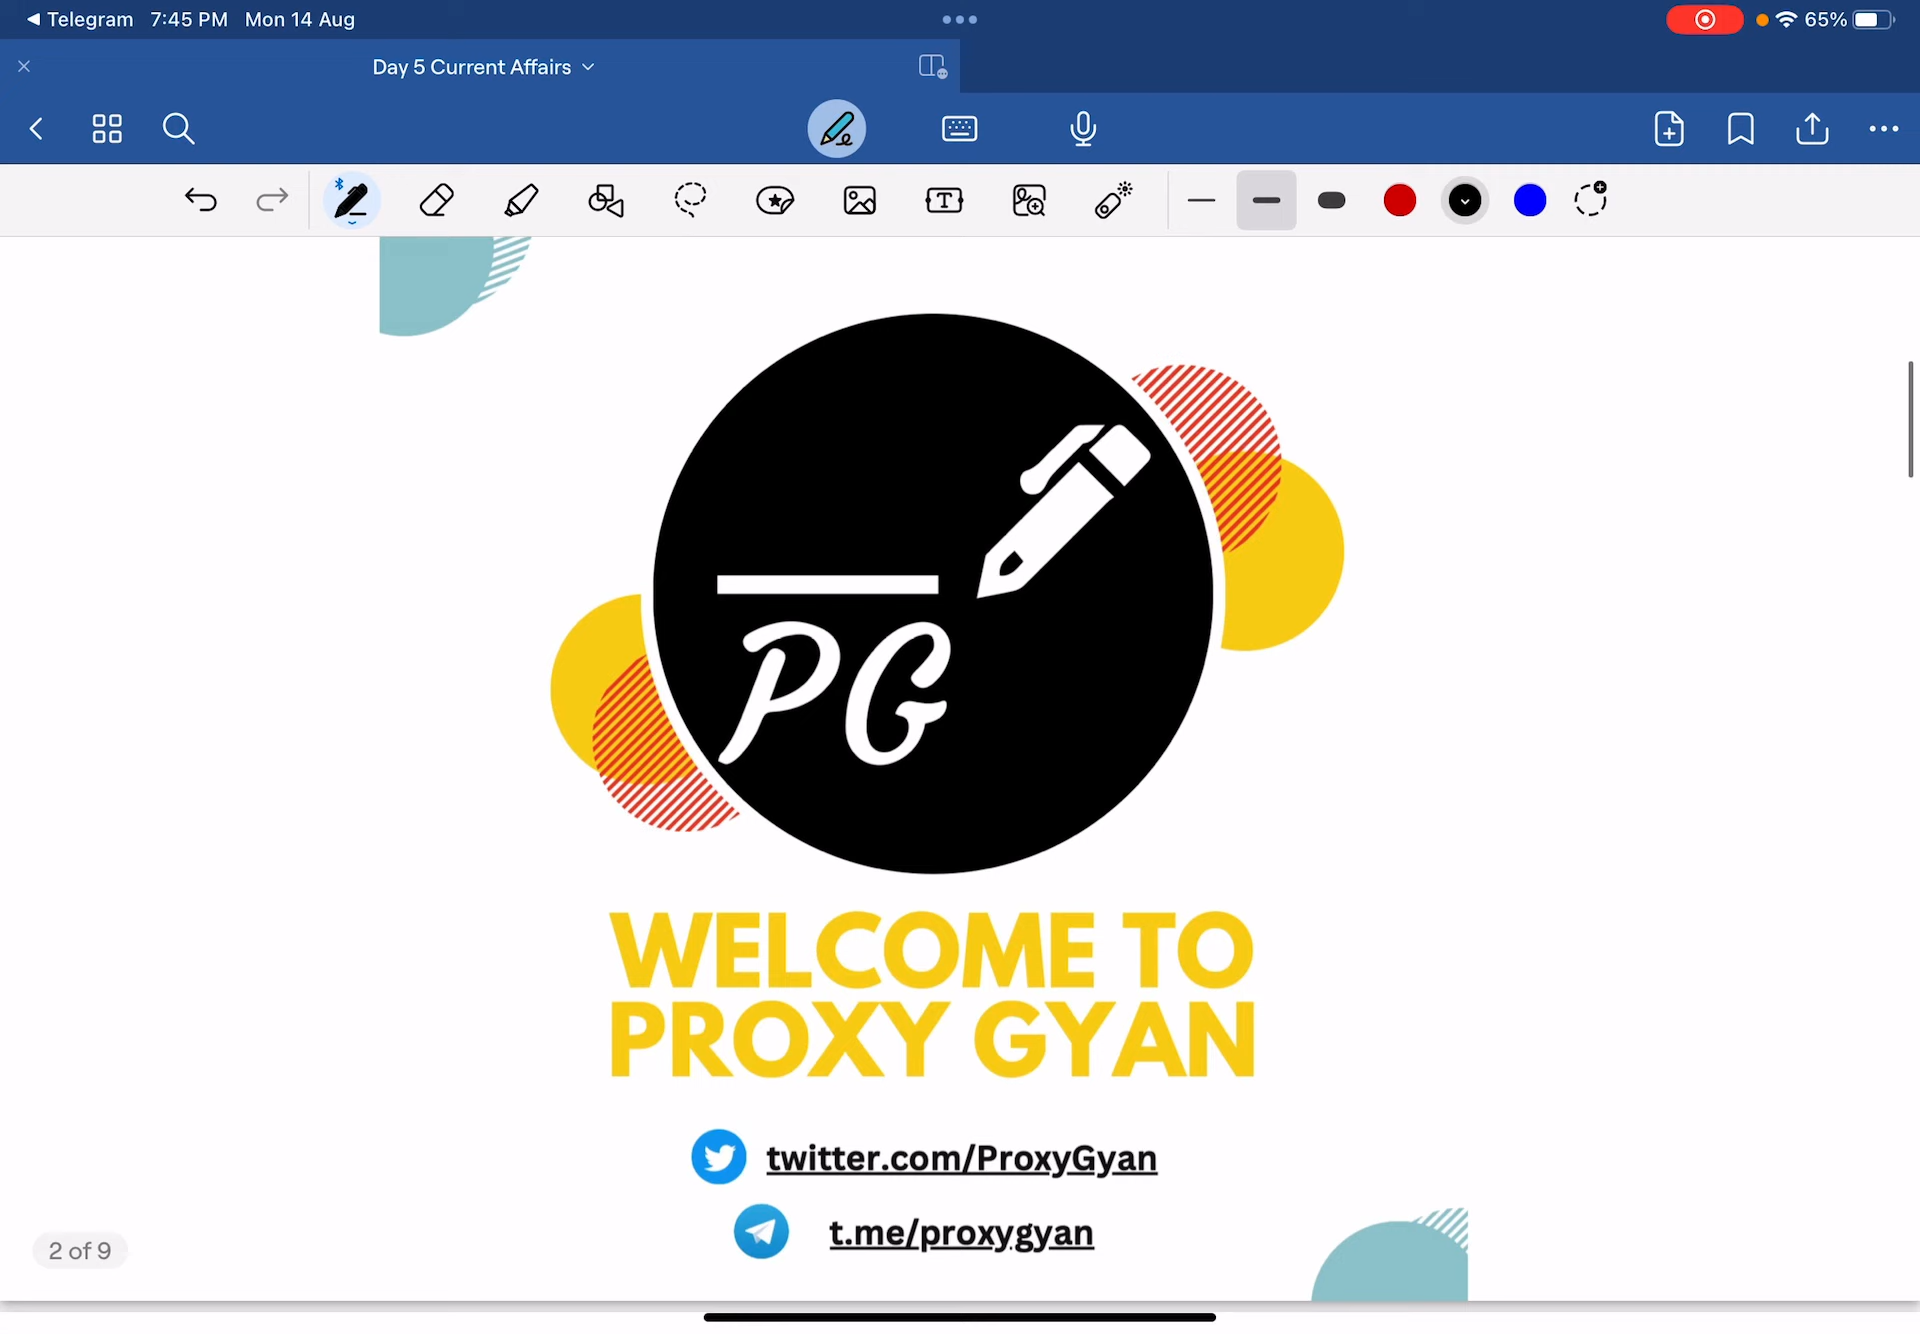 Telegram 7:45 PM Mon 14 Aug
65%
Day 5 Current Affairs
PG
WELCOME TO
PROXY GYAN
twitter.com/ProxyGyan
t.me/proxygyan
2 of 9